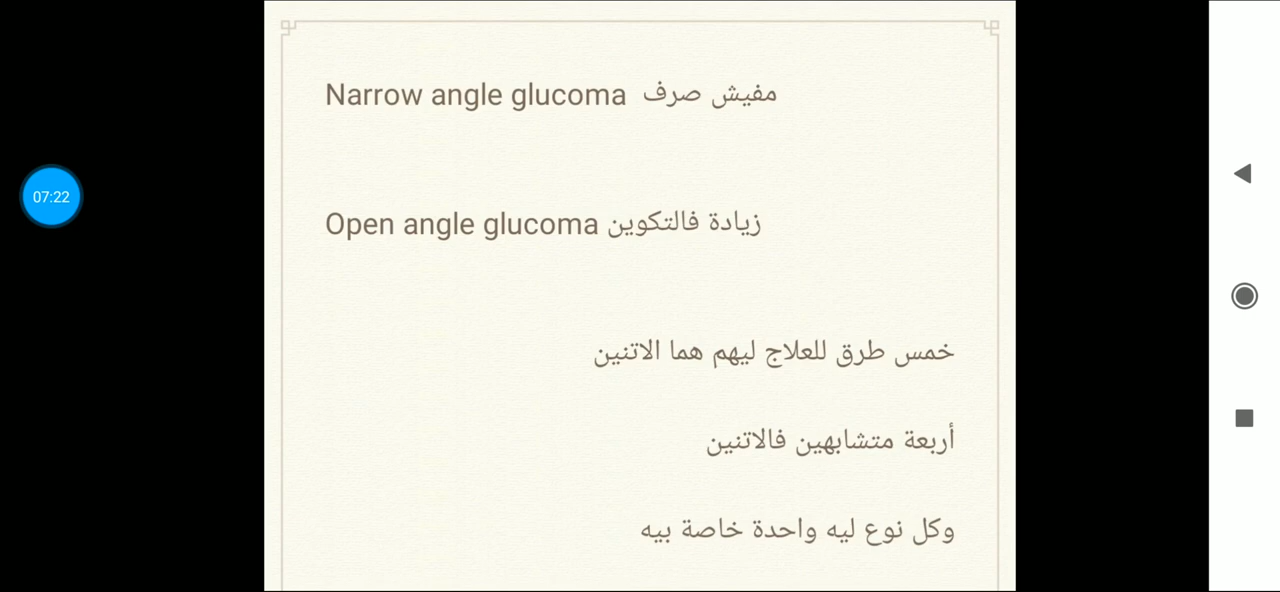 07:22
Narrow angle glucoma مفيش صرف
Open angle glucoma زيادة فالتكوين
خمس طرق للعلاج ليهم هما الاتنين
أربعة متشابهين فالاتنين
وكل نوع ليه واحدة خاصة بيه